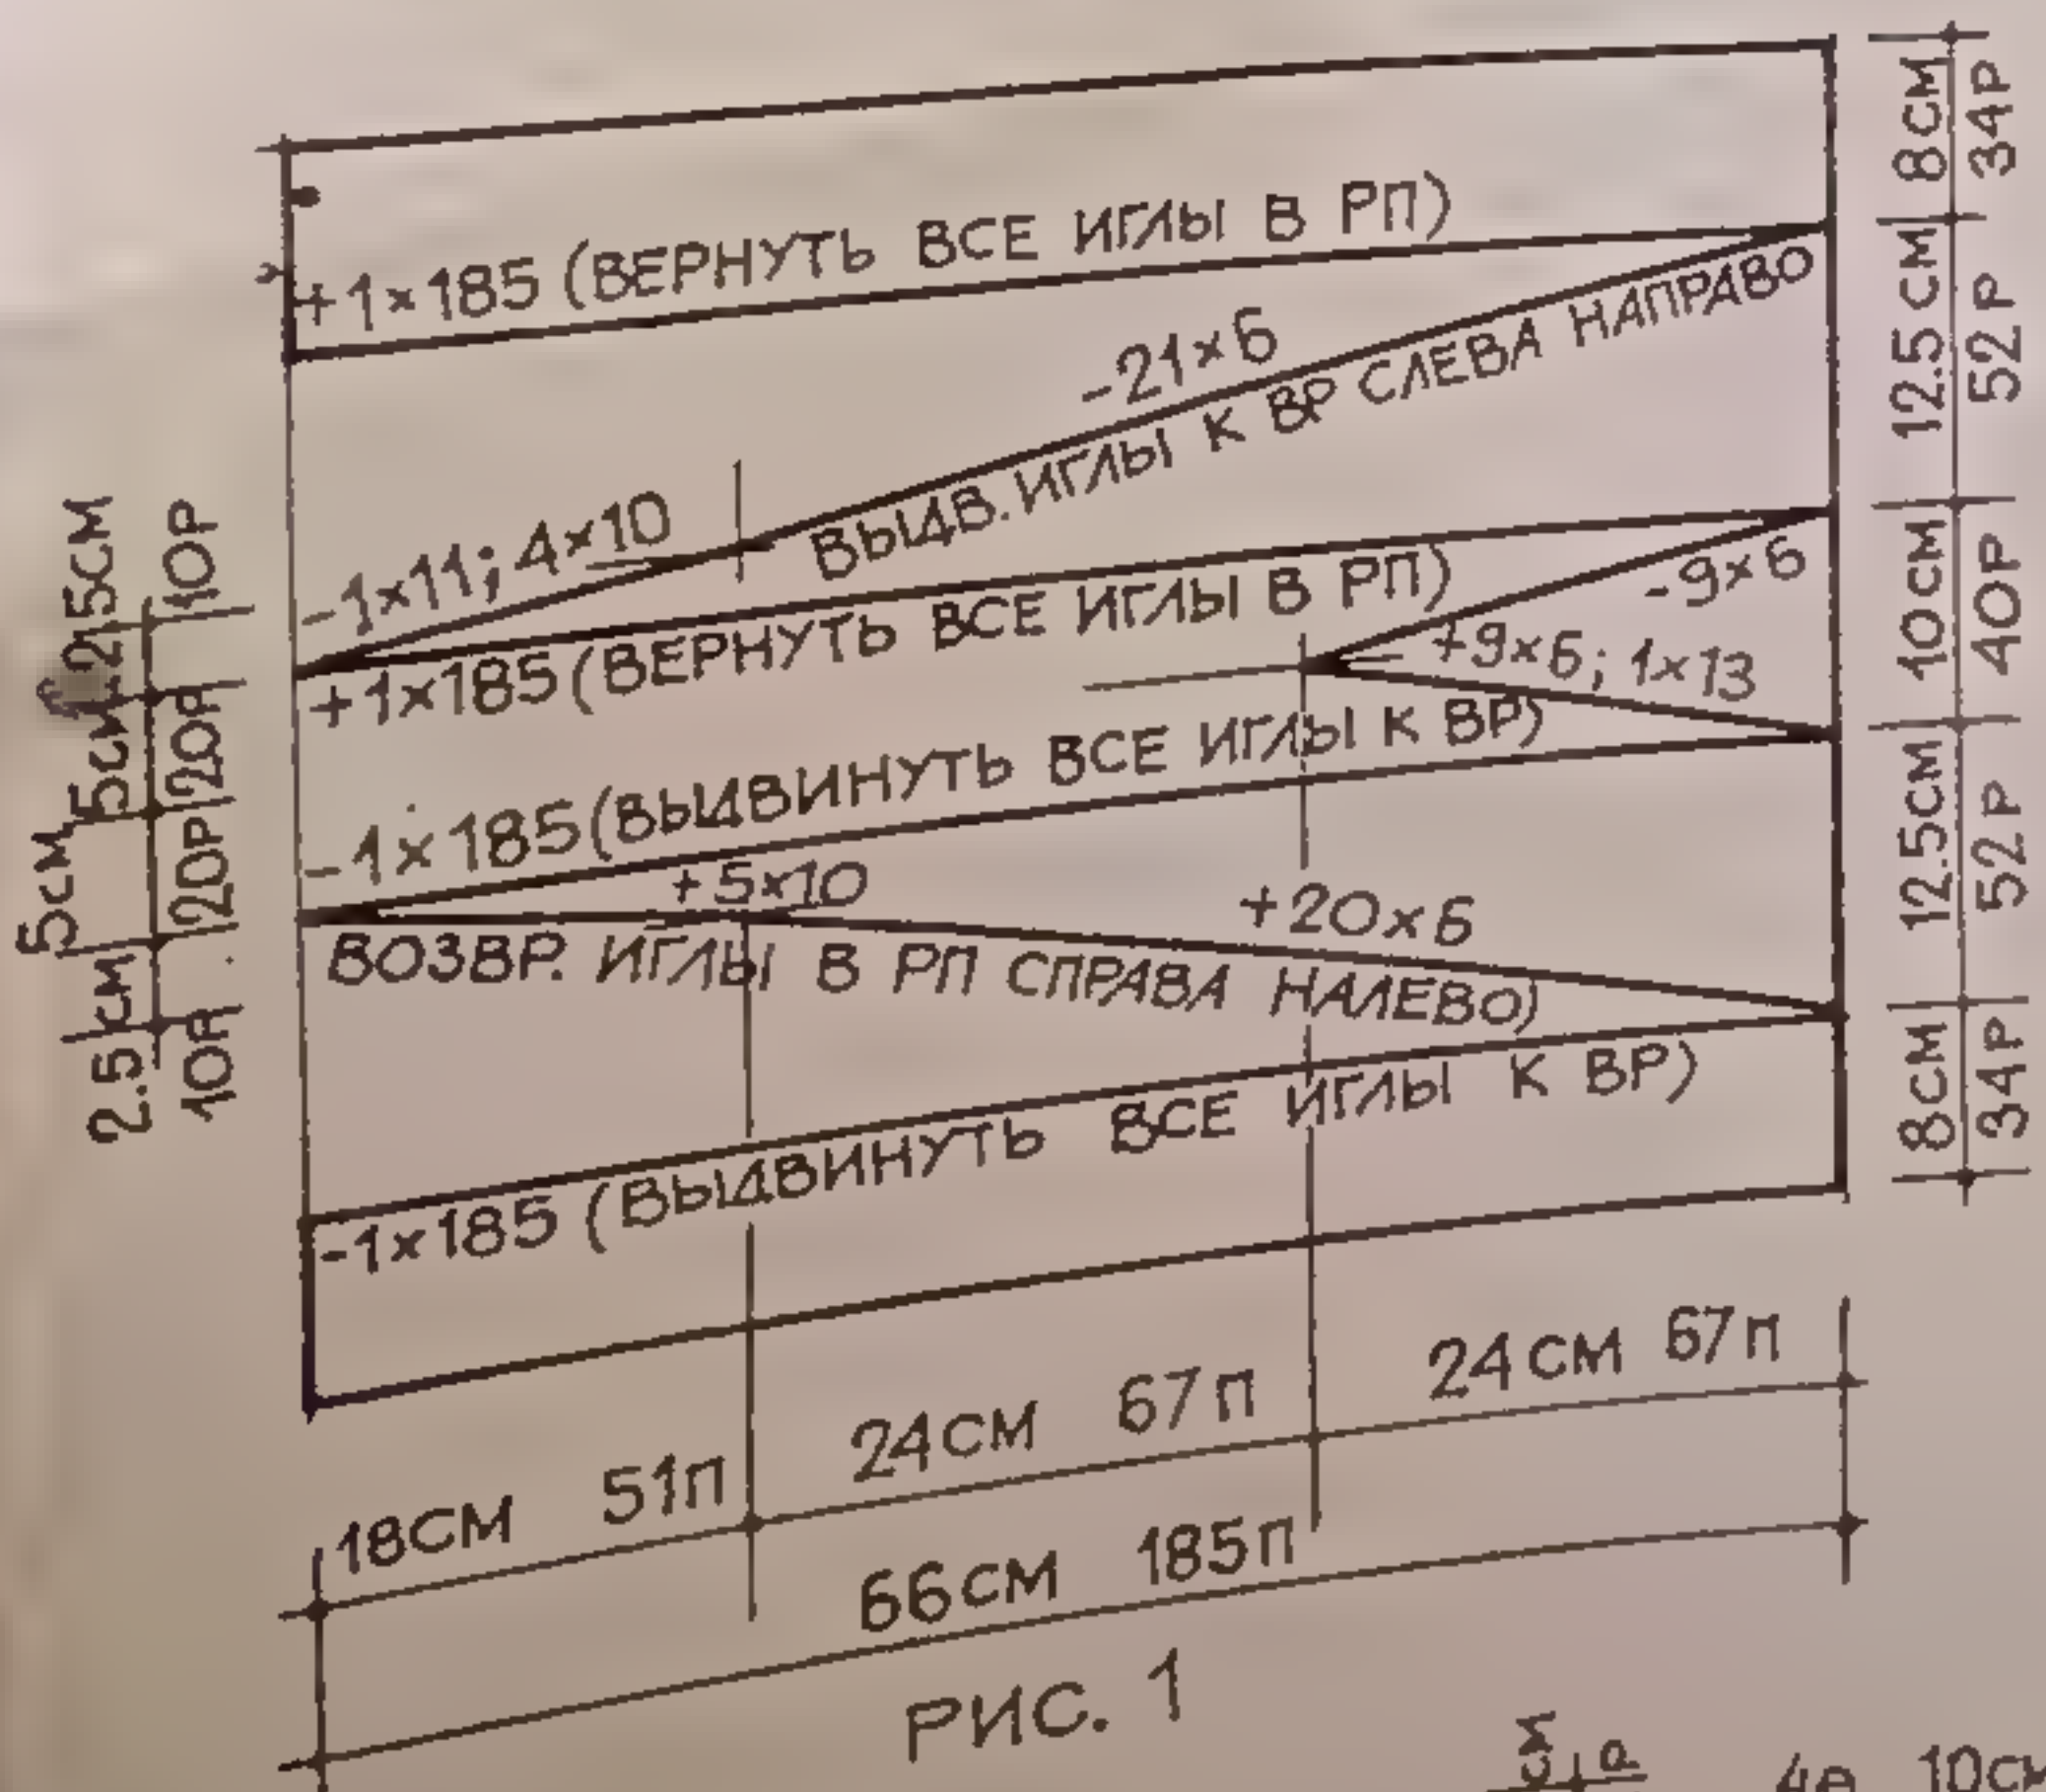 8СМ 34Р
+1×185 (ВЕРНУТЬ ВСЕ ИГЛЫ В РП)
12.5СМ 52Р
-21×6
ВЫДВ. ИГЛЫ К ВР СЛЕВА НАПРАВО
-1×11; 4×10
10Р
10СМ 40Р
-9×6
+9×6; 1×13
+1×185 (ВЕРНУТЬ ВСЕ ИГЛЫ В РП)
5СМ 20Р
-1×185 (ВЫДВИНУТЬ ВСЕ ИГЛЫ К ВР)
12.5СМ 52Р
5СМ 20Р
+5×10
+20×6
ВОЗВР. ИГЛЫ В РП СПРАВА НАЛЕВО)
2.5СМ 10Р
8СМ 34Р
-1×185 (ВЫДВИНУТЬ ВСЕ ИГЛЫ К ВР)
24СМ 67П
24СМ 67П
18СМ 51П
66СМ 185П
РИС. 1